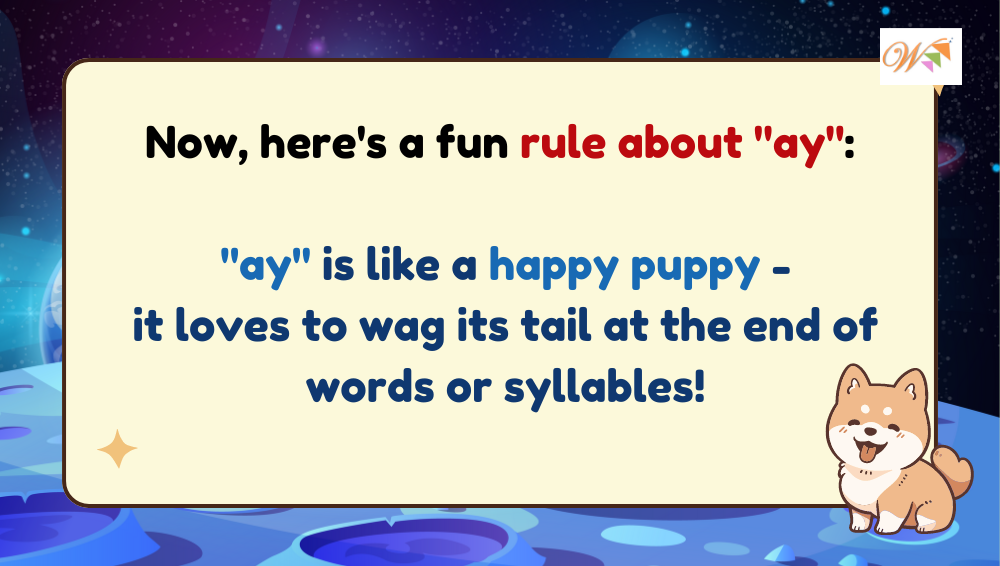 Now, here's a fun rule about "ay":
"ay" is like a happy puppy -
it loves to wag its tail at the end of
words or syllables!